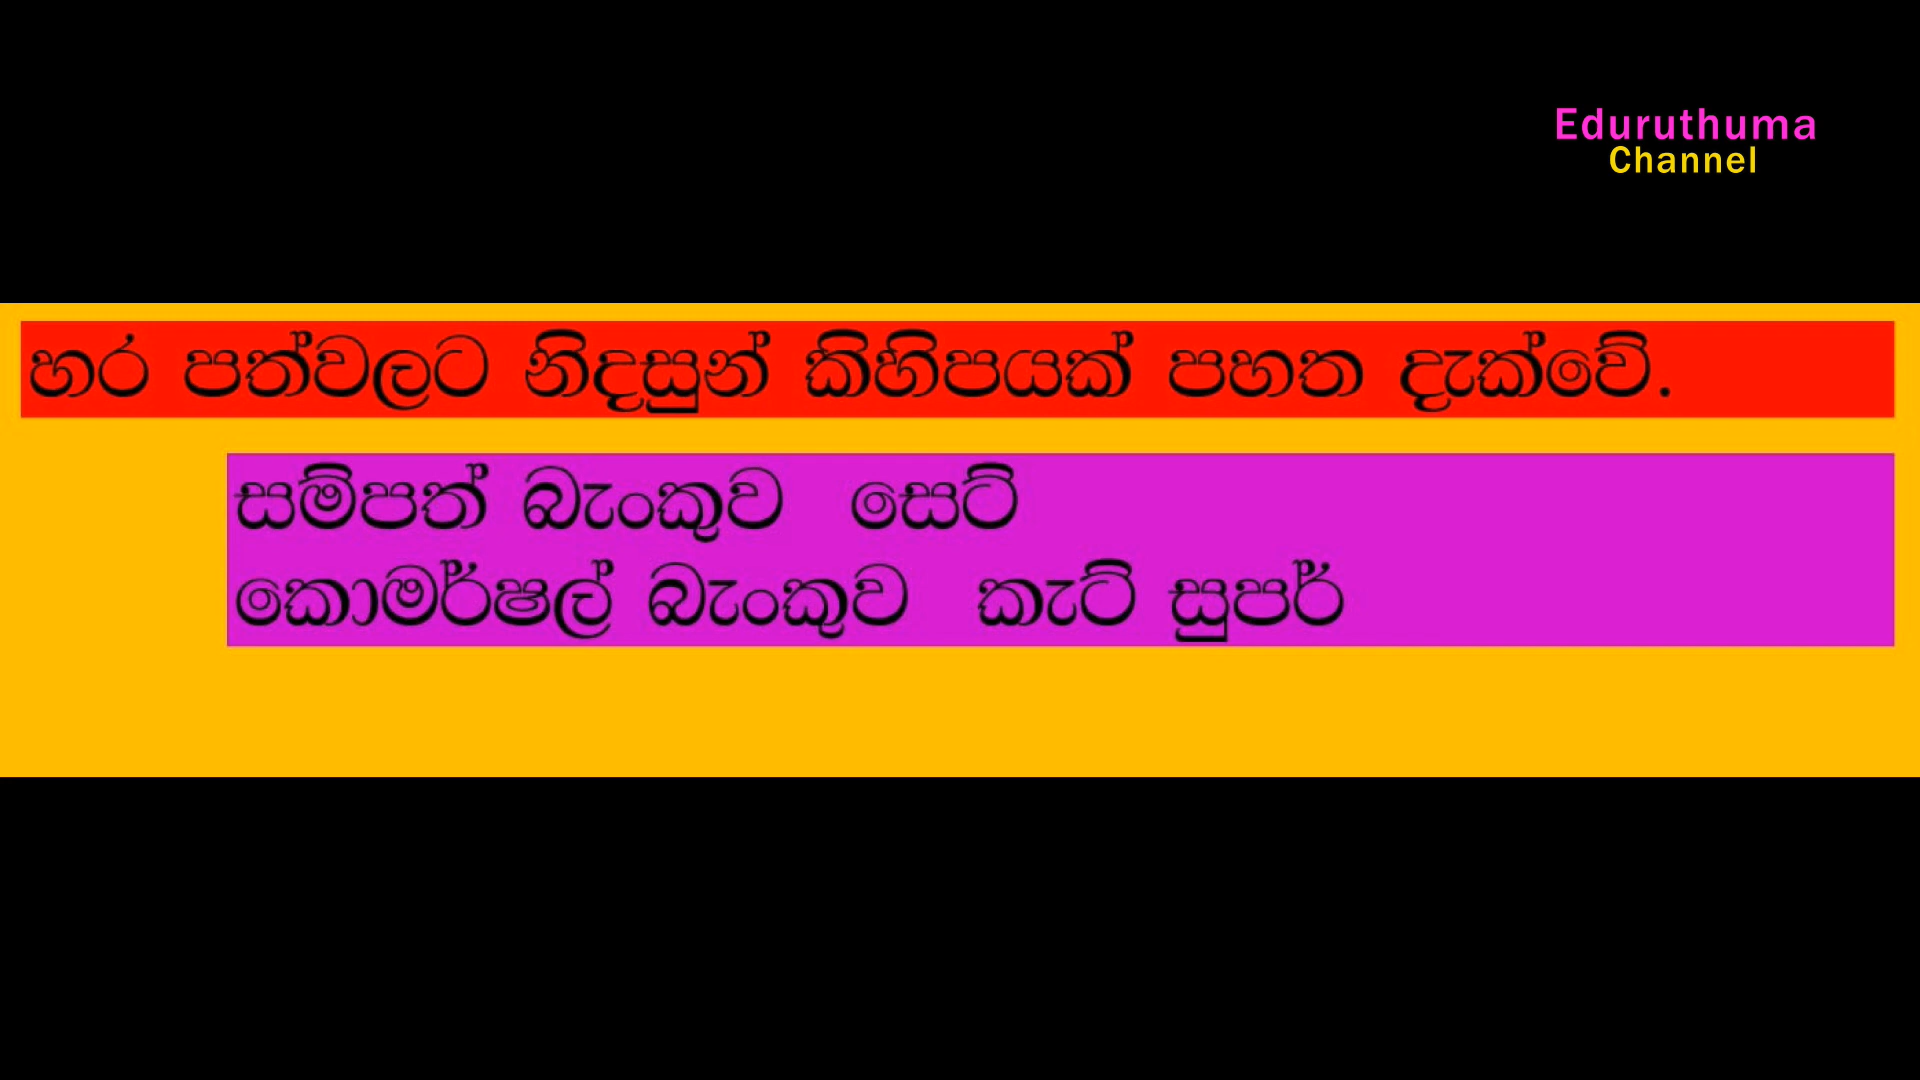 Eduruthuma
Channel
හර පත්වලට නිදසුන් කිහිපයක් පහත දැක්වේ.
සම්පත් බැංකුව  සෙට්
කොමර්ෂල් බැංකුව  කැට් සුපර්